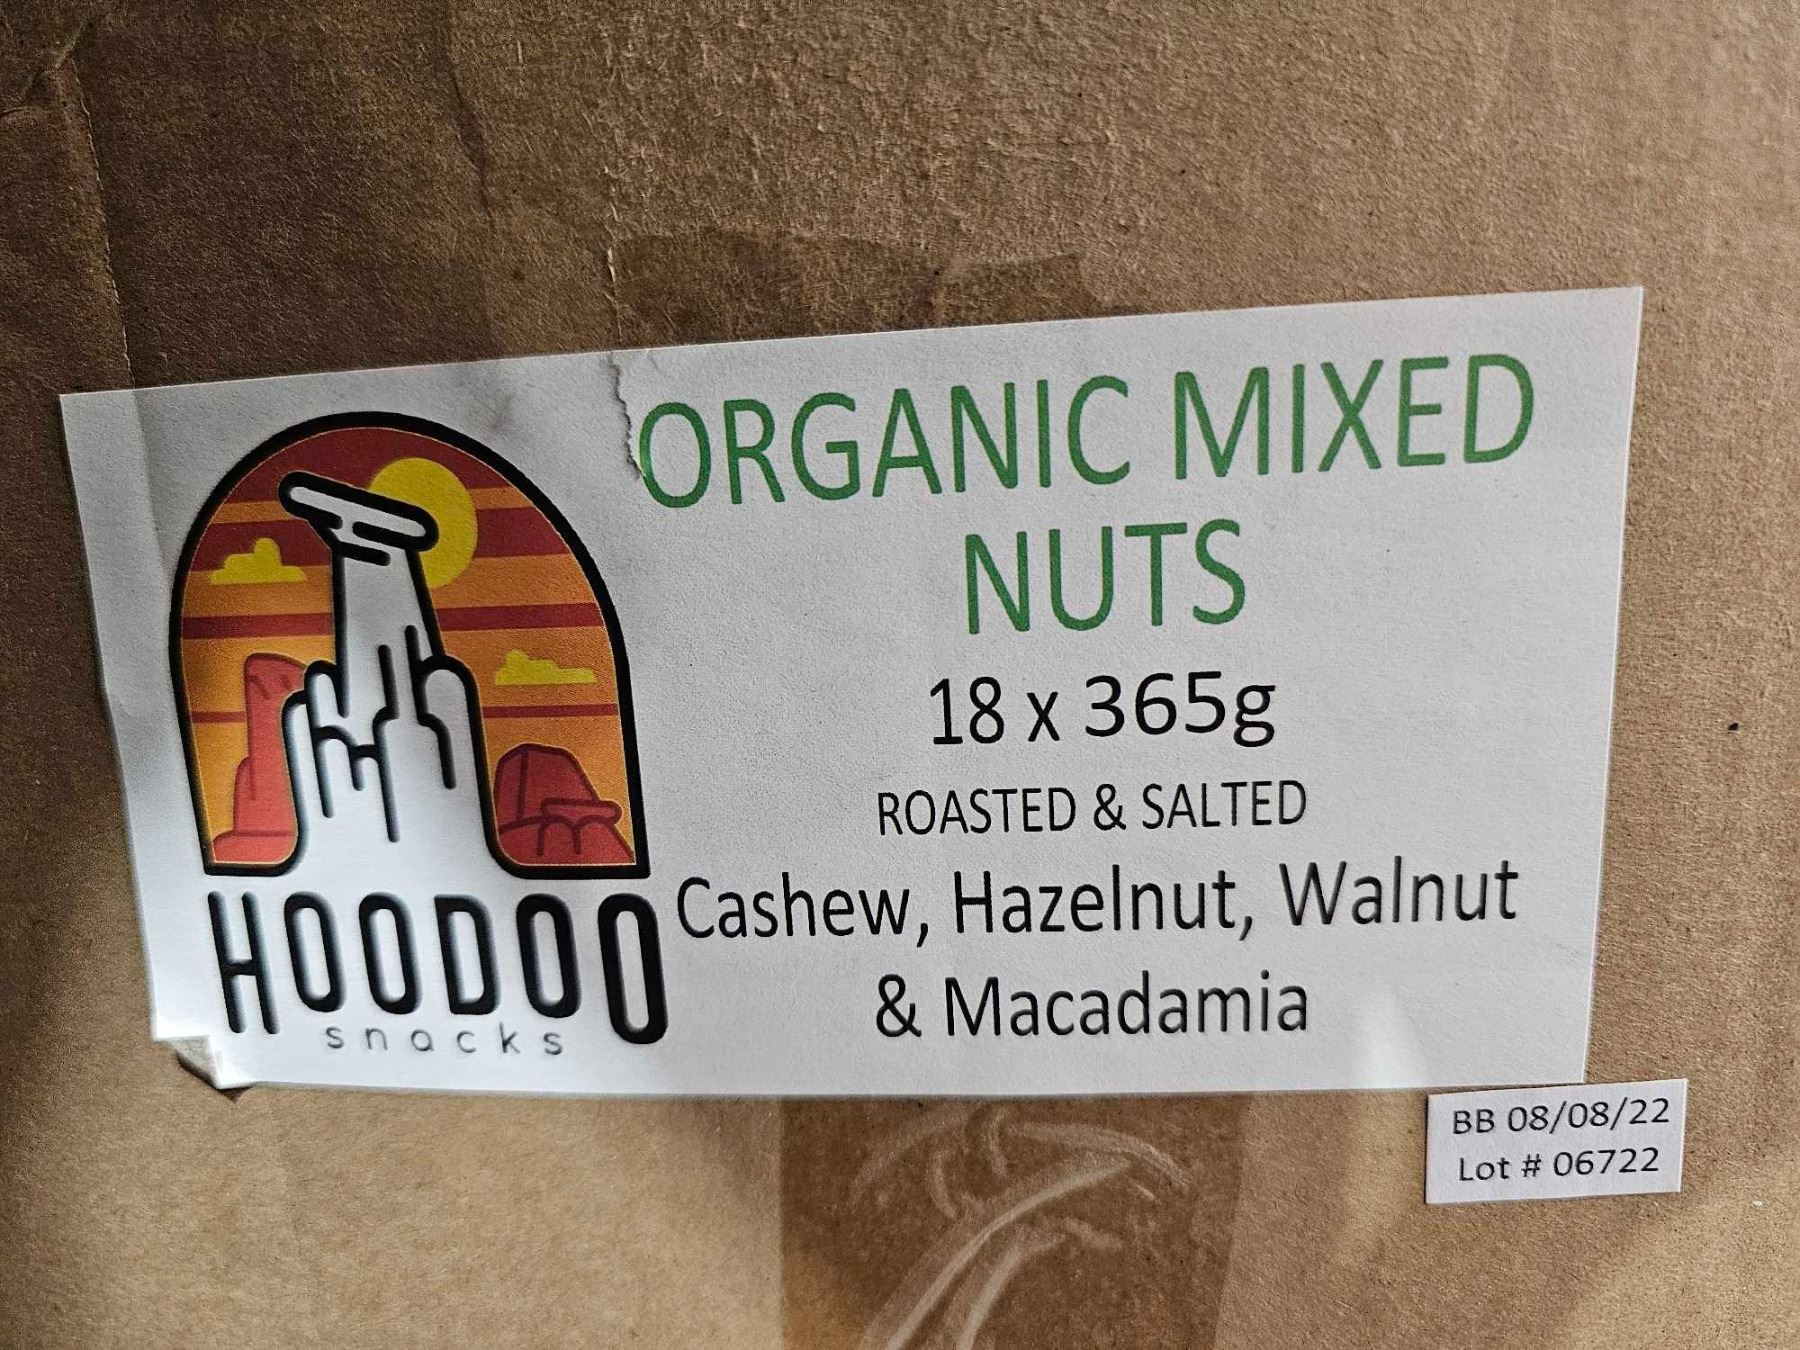 ORGANIC MIXED
NUTS
18 x 365g
ROASTED & SALTED
Cashew, Hazelnut, Walnut
& Macadamia
HOODOO
snacks
BB 08/08/22
Lot # 06722